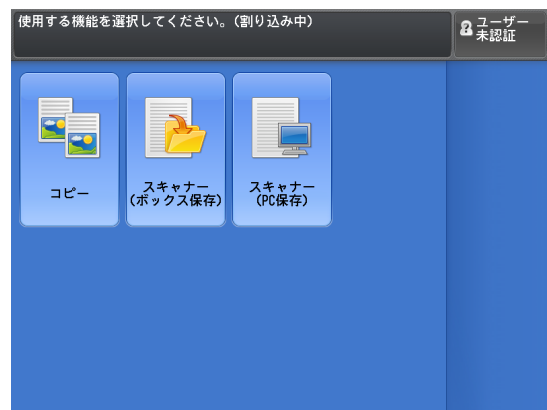 使用する機能を選択してください。(割り込み中)
ユーザー
未認証
コピー
スキャナー
(ボックス保存)
スキャナー
(PC保存)